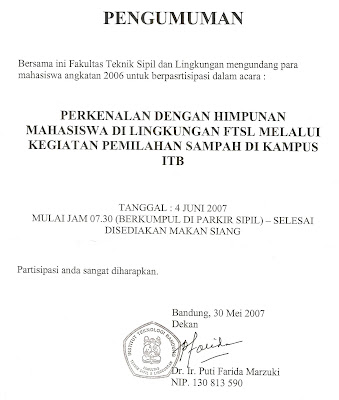 PENGUMUMAN
Bersama ini Fakultas Teknik Sipil dan Lingkungan mengundang para
mahasiswa angkatan 2006 untuk berpasrtisipasi dalam acara :
PERKENALAN DENGAN HIMPUNAN
MAHASISWA DI LINGKUNGAN FTSL MELALUI
KEGIATAN PEMILAHAN SAMPAH DI KAMPUS
ITB
TANGGAL : 4 JUNI 2007
MULAI JAM 07.30 (BERKUMPUL DI PARKIR SIPIL) – SELESAI
DISEDIAKAN MAKAN SIANG
Partisipasi anda sangat diharapkan.
Bandung, 30 Mei 2007
Dekan
INSTITUT TEKNOLOGI BANDUNG
Dr. Ir. Puti Farida Marzuki
NIP. 130 813 590